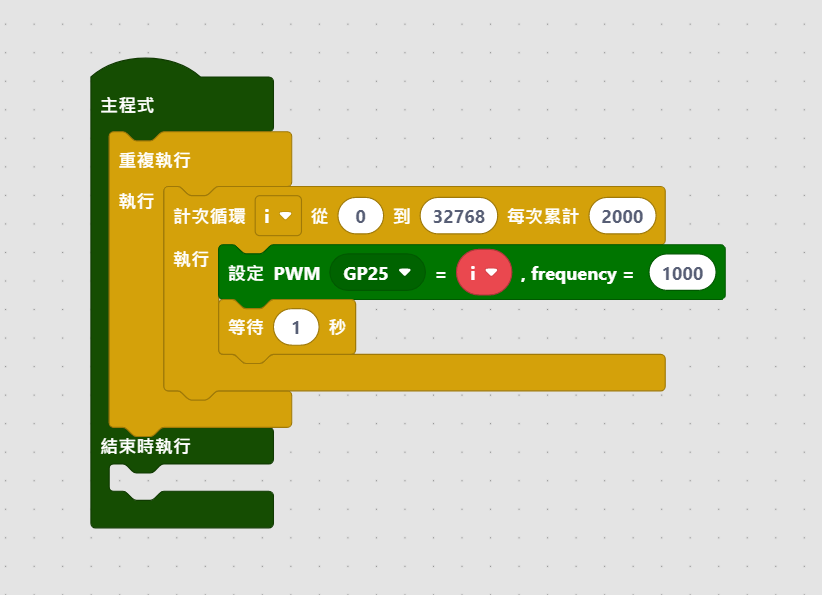 主程式
重複執行
執行
計次循環 i 從 0 到 32768 每次累計 2000
執行
設定 PWM GP25 = i , frequency = 1000
等待 1 秒
結束時執行